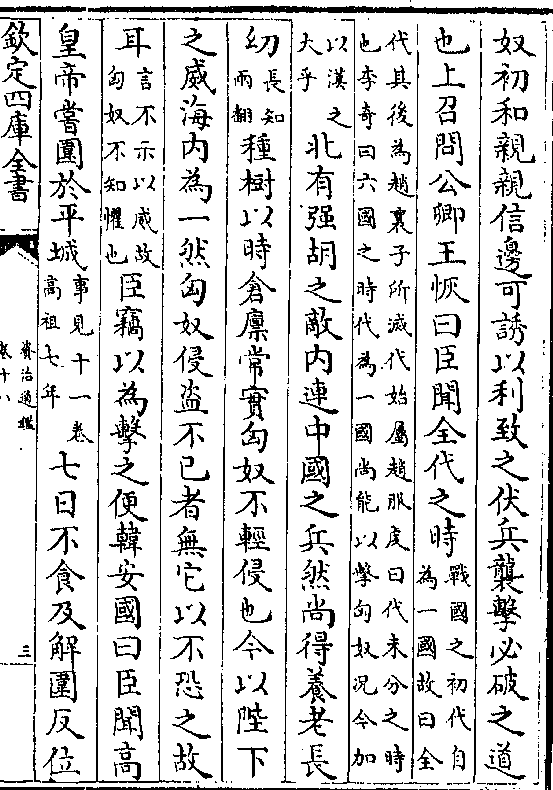 奴初和親親信邊可誘以利致之伏兵襲擊必破之道
也上召問公卿王恢曰臣聞全代之時戰國之初代自為一國故曰全
代其後為趙襄子所滅代始屬趙服虔曰代未分之時也李奇曰六國之時代為一國尚能以擊匈奴況今加
以漢之大乎北有强胡之敵内連中國之兵然尚得養老長
幼長知兩翻種樹以時倉廩常實匈奴不輕侵也今以陛下
之威海内為一然匈奴侵盜不已者無它以不恐之故
耳言不示以威故匈奴不知懼也臣竊以為擊之便韓安國曰臣聞高
皇帝嘗圍於平城事見十一卷高祖七年七日不食及解圍反位
欽定四庫全書
資治通鑑
卷十八
三